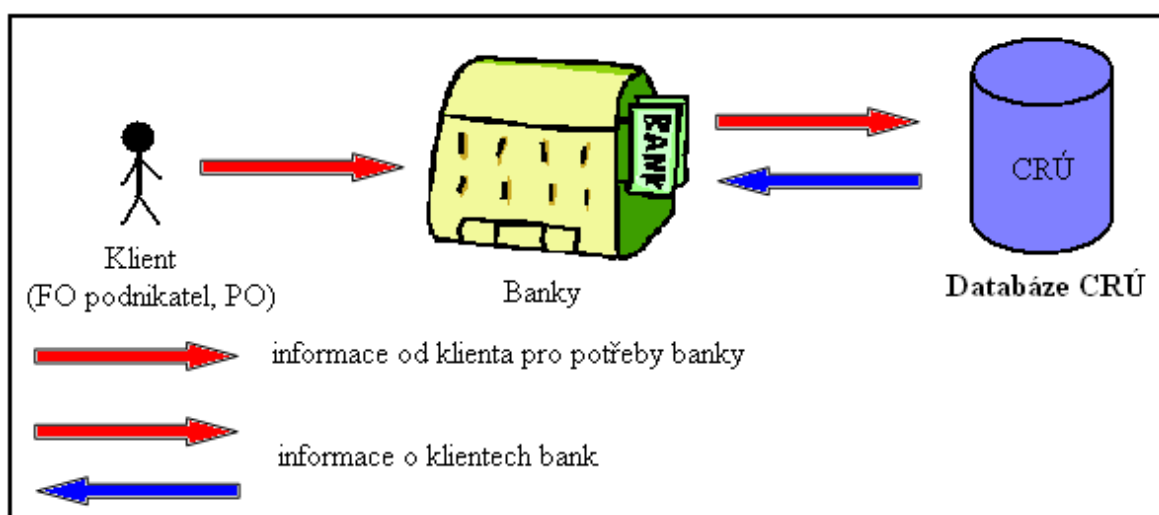 BANK
CRÚ
Klient
(FO podnikatel, PO)
Banky
Databáze CRÚ
informace od klienta pro potřeby banky
informace o klientech bank